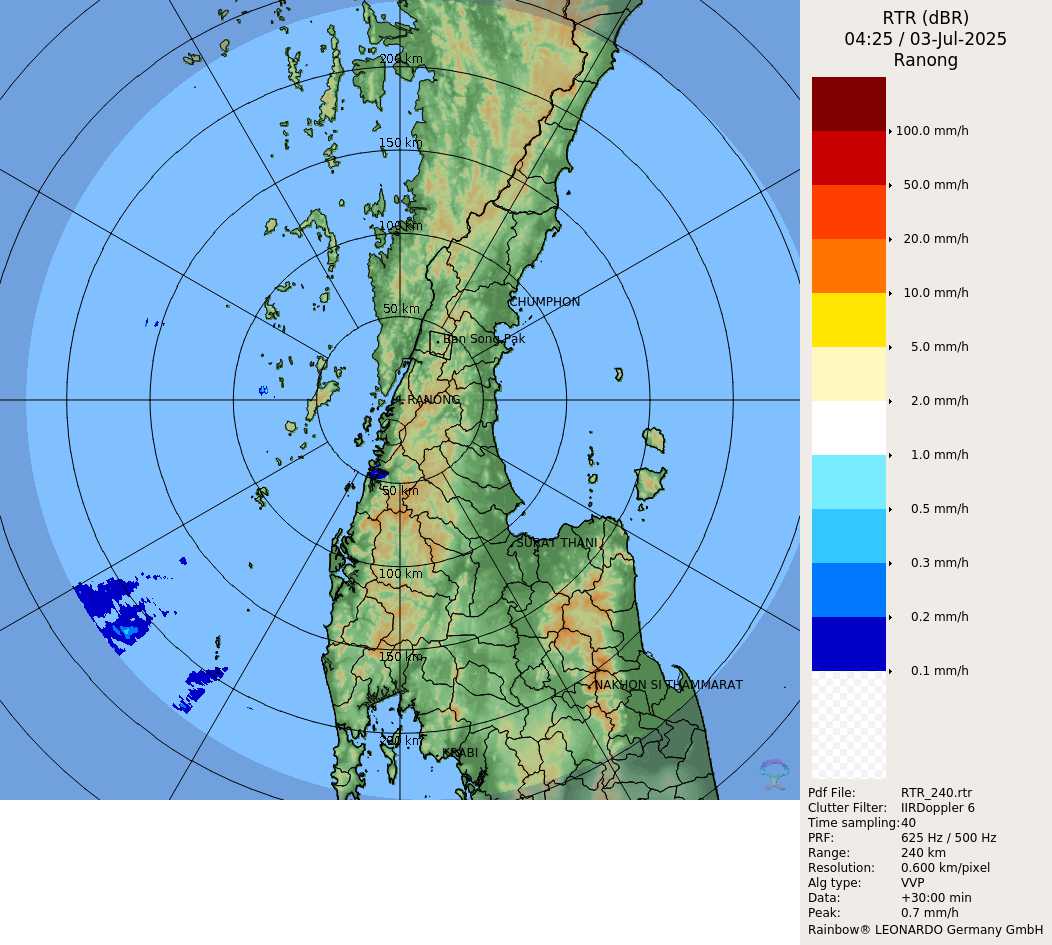 RTR (dBR)
04:25 / 03-Jul-2025
Ranong
200 km
150 km
100 km
50 km
CHUMPHON
Ban Song Pak
RANONG
50 km
SURAT THANI
100 km
150 km
NAKHON SI THAMMARAT
200 km
KRABI
100.0 mm/h
50.0 mm/h
20.0 mm/h
10.0 mm/h
5.0 mm/h
2.0 mm/h
1.0 mm/h
0.5 mm/h
0.3 mm/h
0.2 mm/h
0.1 mm/h
Pdf File: RTR_240.rtr
Clutter Filter: IIRDoppler 6
Time sampling:40
PRF: 625 Hz / 500 Hz
Range: 240 km
Resolution: 0.600 km/pixel
Alg type: VVP
Data: +30:00 min
Peak: 0.7 mm/h
Rainbow® LEONARDO Germany GmbH